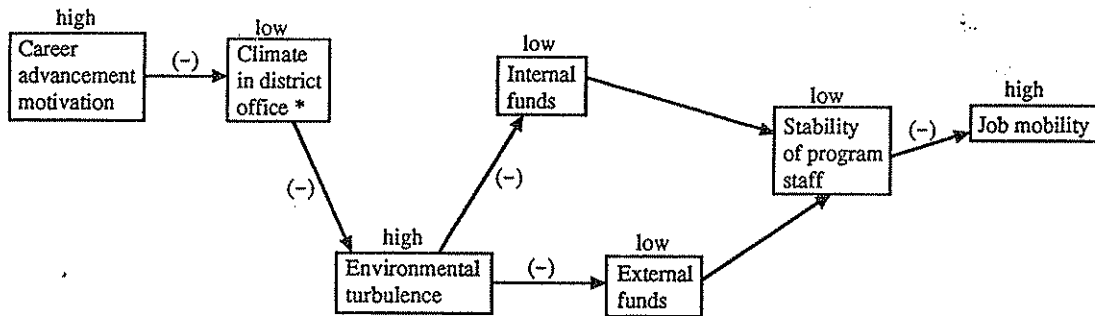 high
Career
advancement
motivation
(–)
low
Climate
in district
office *
(–)
high
Environmental
turbulence
(–)
low
Internal
funds
(–)
low
External
funds
low
Stability
of program
staff
(–)
high
Job mobility